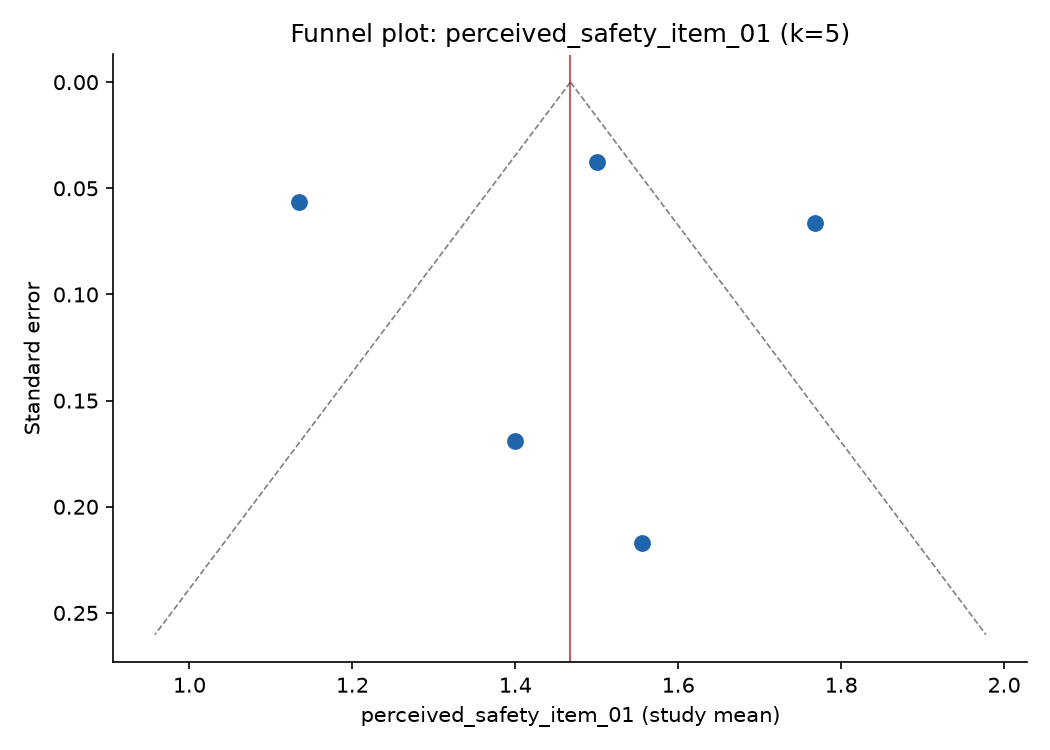 Funnel plot: perceived_safety_item_01 (k=5)
Standard error
0.00
0.05
0.10
0.15
0.20
0.25
1.0 1.2 1.4 1.6 1.8 2.0
perceived_safety_item_01 (study mean)